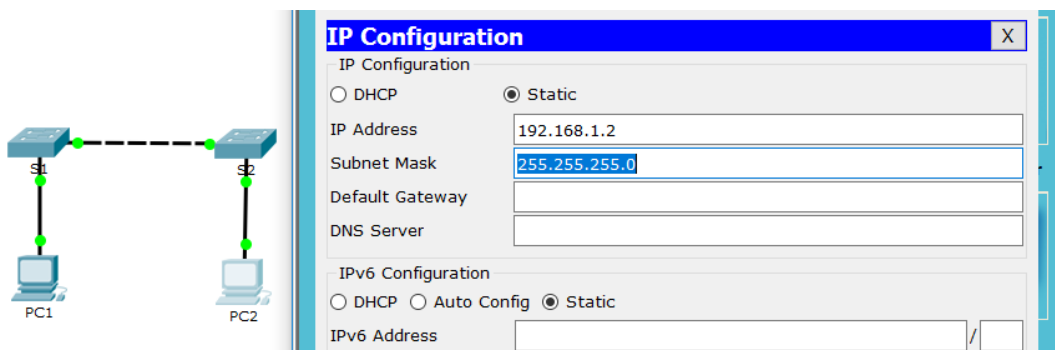 S1
S2
PC1
PC2
IP Configuration
X
IP Configuration
DHCP
Static
IP Address
192.168.1.2
Subnet Mask
255.255.255.0
Default Gateway
DNS Server
IPv6 Configuration
DHCP
Auto Config
Static
IPv6 Address
/